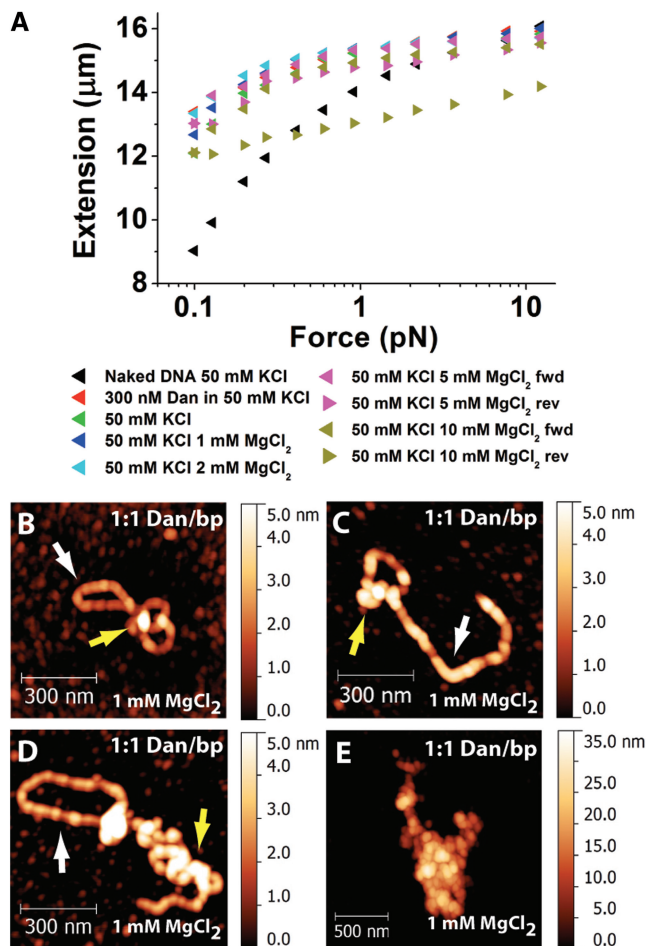 A
Extension (μm)
16
14
12
10
8
0.1
1
10
Force (pN)
Naked DNA 50 mM KCl
300 nM Dan in 50 mM KCl
50 mM KCl
50 mM KCl 1 mM MgCl₂
50 mM KCl 2 mM MgCl₂
50 mM KCl 5 mM MgCl₂ fwd
50 mM KCl 5 mM MgCl₂ rev
50 mM KCl 10 mM MgCl₂ fwd
50 mM KCl 10 mM MgCl₂ rev
B
1:1 Dan/bp
300 nm
1 mM MgCl₂
5.0 nm
4.0
3.0
2.0
1.0
0.0
C
1:1 Dan/bp
300 nm
1 mM MgCl₂
5.0 nm
4.0
3.0
2.0
1.0
0.0
D
1:1 Dan/bp
300 nm
1 mM MgCl₂
5.0 nm
4.0
3.0
2.0
1.0
0.0
E
1:1 Dan/bp
500 nm
1 mM MgCl₂
35.0 nm
30.0
25.0
20.0
15.0
10.0
5.0
0.0